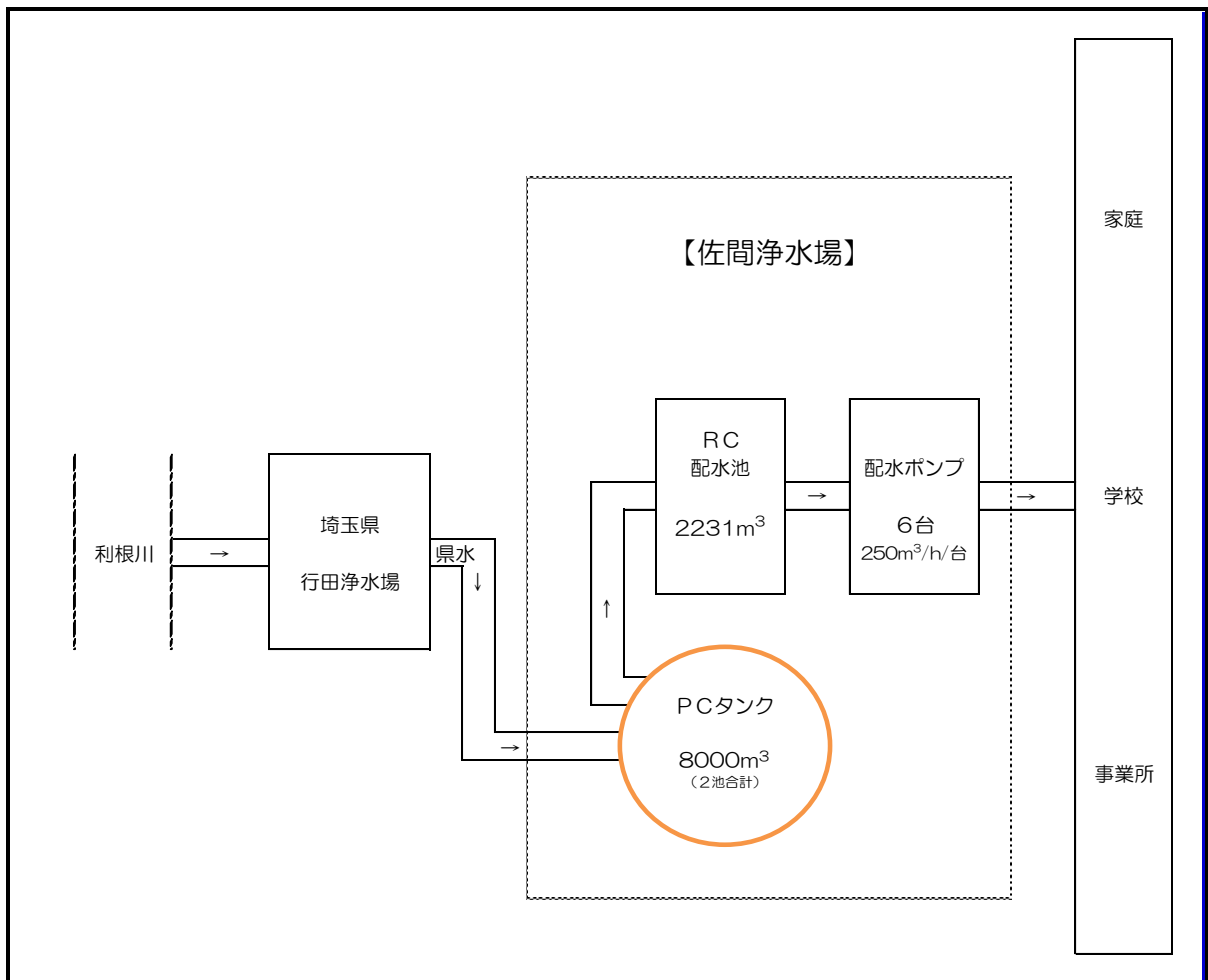 【佐間浄水場】
利根川
→
埼玉県
行田浄水場
県水
↓
→
PCタンク
8000m³
（2池合計）
↑
RC
配水池
2231m³
→
配水ポンプ
6台
250m³/h/台
→
家庭
学校
事業所